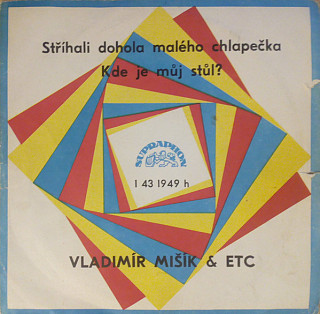 Stříhali dohola malého chlapečka
Kde je můj stůl?
SUPRAPHON
1 43 1949 h
VLADIMÍR MIŠÍK & ETC